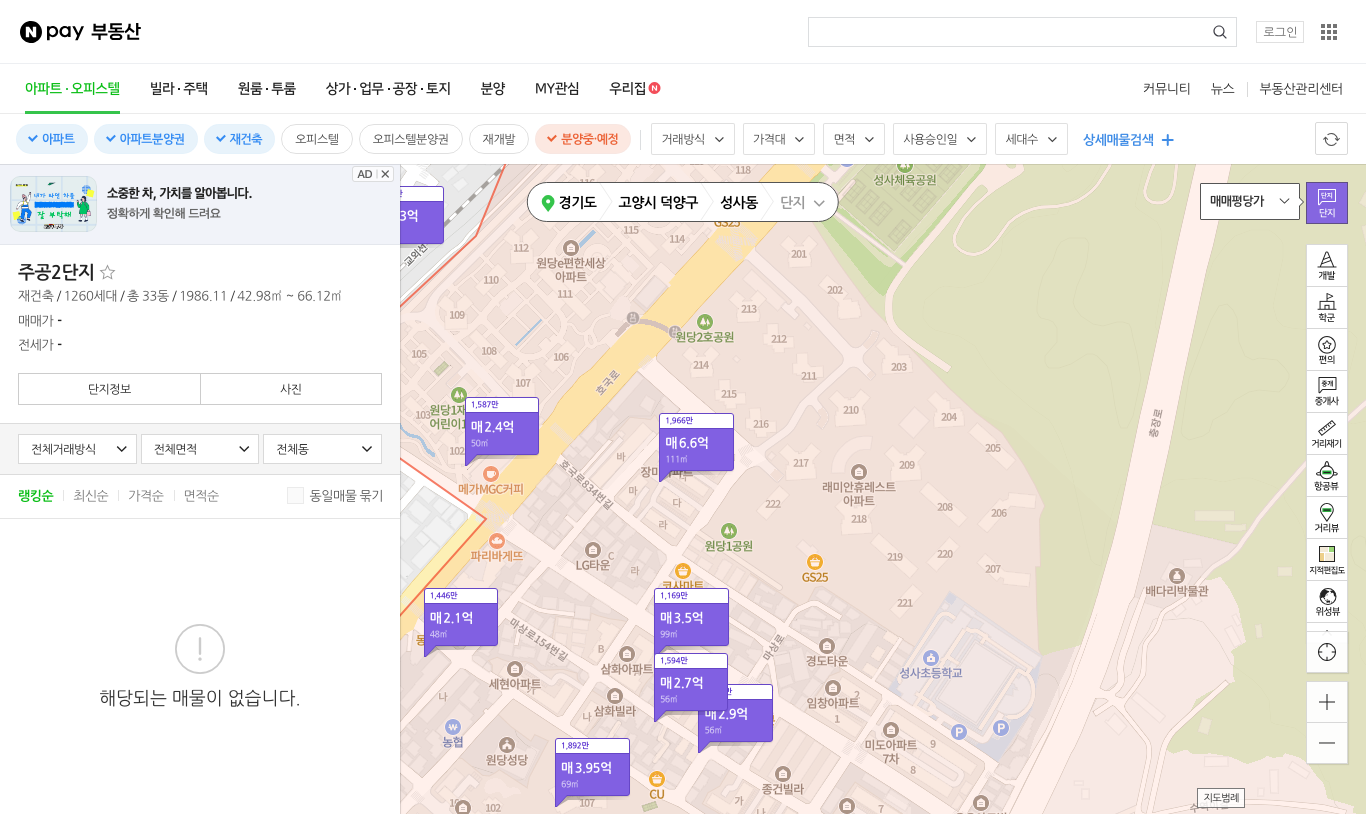 N pay 부동산
로그인
아파트·오피스텔 빌라·주택 원룸·투룸 상가·업무·공장·토지 분양 MY관심 우리집 N
커뮤니티 뉴스 부동산관리센터
아파트 아파트분양권 재건축 오피스텔 오피스텔분양권 재개발 분양중·예정
거래방식 가격대 면적 사용승인일 세대수 상세매물검색
AD
소중한 차, 가치를 알아봅니다.
정확하게 확인해 드려요
주공2단지
재건축 / 1260세대 / 총 33동 / 1986.11 / 42.98㎡ ~ 66.12㎡
매매가 -
전세가 -
단지정보 사진
전체거래방식 전체면적 전체동
랭킹순 최신순 가격순 면적순 동일매물 묶기
해당되는 매물이 없습니다.
경기도 고양시 덕양구 성사동 단지
매매평당가
단지
단지
개발
학군
편의
중개
중개사
거리재기
항공뷰
거리뷰
지적편집도
위성뷰
지도범례
성사체육공원
115
116
GS25
교외선
115
114
112
원당e편한세상
아파트
111
110
109
108
107
106
105
103
201
202
203
원당2호공원
212
213
214
215
211
205
210
204
209
216
217
208
222
218
219
220
207
221
호국로
1,587만
매2.4억
50㎡
1,966만
매6.6억
111㎡
메가MGC커피
호국로834번길
라
마
다
라
래미안휴레스트
아파트
원당1공원
파리바게뜨
LG타운
C
라
GS25
코사마트
충장로
배다리박물관
1,446만
매2.1억
48㎡
1,169만
매3.5억
99㎡
마상로154번길
마상로
B
A
삼화아파트
세현아파트
경도타운
성사초등학교
1,594만
매2.7억
56㎡
매2.9억
56㎡
삼화빌라
임창아파트
2
1
나
농협
원당성당
미도아파트
7차
9
8
1,892만
매3.95억
69㎡
CU
종건빌라
가
나
102
107
102
2
P
P